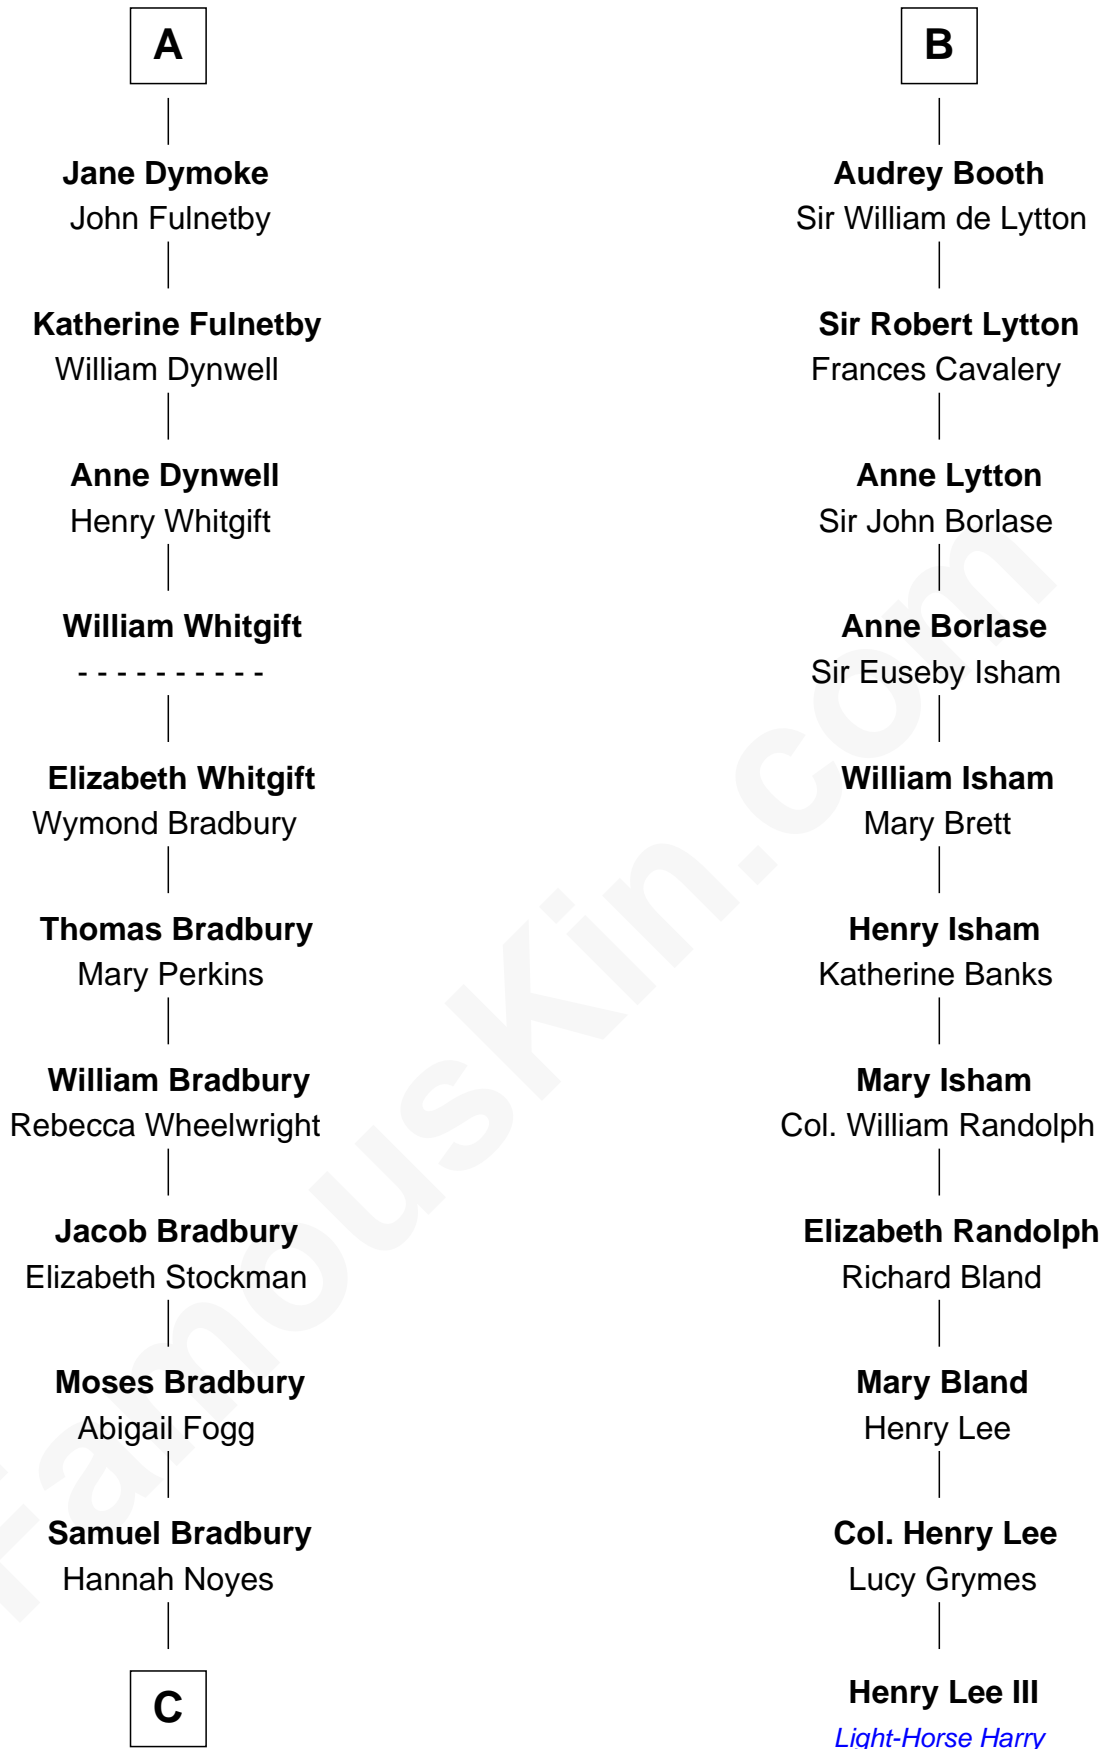 A
Jane Dymoke
John Fulnetby
Katherine Fulnetby
William Dynwell
Anne Dynwell
Henry Whitgift
William Whitgift
- - - - - - - - - -
Elizabeth Whitgift
Wymond Bradbury
Thomas Bradbury
Mary Perkins
William Bradbury
Rebecca Wheelwright
Jacob Bradbury
Elizabeth Stockman
Moses Bradbury
Abigail Fogg
Samuel Bradbury
Hannah Noyes
C
B
Audrey Booth
Sir William de Lytton
Sir Robert Lytton
Frances Cavalery
Anne Lytton
Sir John Borlase
Anne Borlase
Sir Euseby Isham
William Isham
Mary Brett
Henry Isham
Katherine Banks
Mary Isham
Col. William Randolph
Elizabeth Randolph
Richard Bland
Mary Bland
Henry Lee
Col. Henry Lee
Lucy Grymes
Henry Lee III
Light-Horse Harry
FamousKin.com